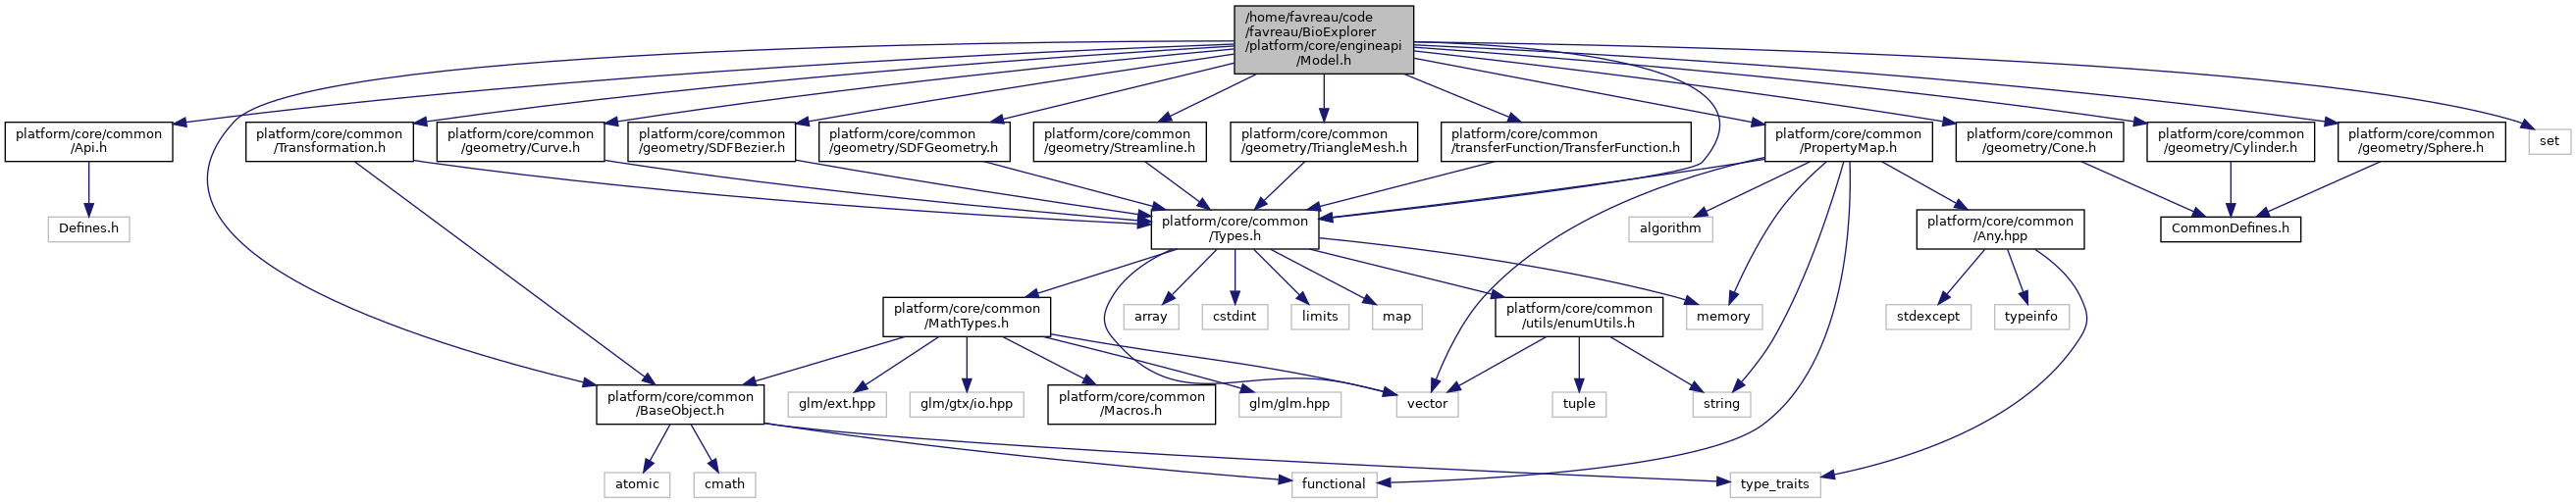 /home/favreau/code
/favreau/BioExplorer
/platform/core/engineapi
/Model.h
platform/core/common
/Api.h
platform/core/common
/Transformation.h
platform/core/common
/geometry/Curve.h
platform/core/common
/geometry/SDFBezier.h
platform/core/common
/geometry/SDFGeometry.h
platform/core/common
/geometry/Streamline.h
platform/core/common
/geometry/TriangleMesh.h
platform/core/common
/transferFunction/TransferFunction.h
platform/core/common
/PropertyMap.h
platform/core/common
/geometry/Cone.h
platform/core/common
/geometry/Cylinder.h
platform/core/common
/geometry/Sphere.h
set
Defines.h
platform/core/common
/Types.h
algorithm
platform/core/common
/Any.hpp
CommonDefines.h
platform/core/common
/MathTypes.h
array
cstdint
limits
map
platform/core/common
/utils/enumUtils.h
memory
stdexcept
typeinfo
platform/core/common
/BaseObject.h
glm/ext.hpp
glm/gtx/io.hpp
platform/core/common
/Macros.h
glm/glm.hpp
vector
tuple
string
atomic
cmath
functional
type_traits